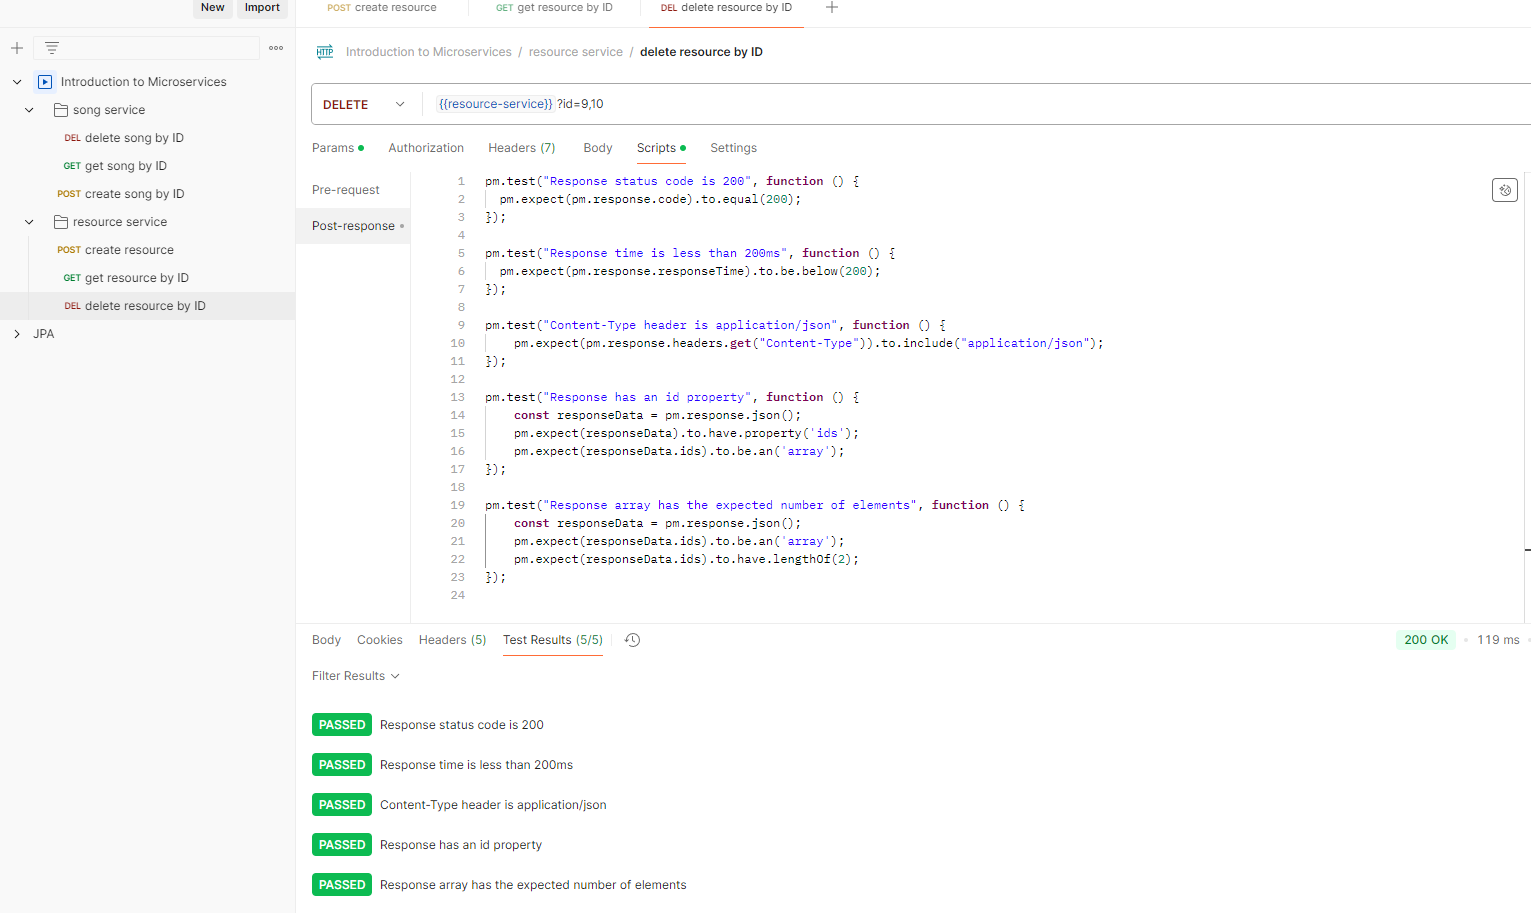 New Import
POST create resource GET get resource by ID DEL delete resource by ID
Introduction to Microservices / resource service / delete resource by ID
Introduction to Microservices
song service
DEL delete song by ID
GET get song by ID
POST create song by ID
resource service
POST create resource
GET get resource by ID
DEL delete resource by ID
JPA
HTTP
DELETE {{resource-service}} ?id=9,10
Params Authorization Headers (7) Body Scripts Settings
Pre-request
Post-response
1 pm.test("Response status code is 200", function () {
2 pm.expect(pm.response.code).to.equal(200);
3 });
4
5 pm.test("Response time is less than 200ms", function () {
6 pm.expect(pm.response.responseTime).to.be.below(200);
7 });
8
9 pm.test("Content-Type header is application/json", function () {
10 pm.expect(pm.response.headers.get("Content-Type")).to.include("application/json");
11 });
12
13 pm.test("Response has an id property", function () {
14 const responseData = pm.response.json();
15 pm.expect(responseData).to.have.property('ids');
16 pm.expect(responseData.ids).to.be.an('array');
17 });
18
19 pm.test("Response array has the expected number of elements", function () {
20 const responseData = pm.response.json();
21 pm.expect(responseData.ids).to.be.an('array');
22 pm.expect(responseData.ids).to.have.lengthOf(2);
23 });
24
Body Cookies Headers (5) Test Results (5/5) 200 OK 119 ms
Filter Results
PASSED Response status code is 200
PASSED Response time is less than 200ms
PASSED Content-Type header is application/json
PASSED Response has an id property
PASSED Response array has the expected number of elements